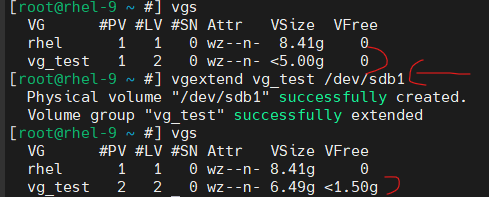 [root@rhel-9 ~ #] vgs
  VG      #PV #LV #SN Attr   VSize  VFree
  rhel      1   1   0 wz--n-  8.41g    0
  vg_test   1   2   0 wz--n- <5.00g    0
[root@rhel-9 ~ #] vgextend vg_test /dev/sdb1
  Physical volume "/dev/sdb1" successfully created.
  Volume group "vg_test" successfully extended
[root@rhel-9 ~ #] vgs
  VG      #PV #LV #SN Attr   VSize VFree
  rhel      1   1   0 wz--n- 8.41g     0
  vg_test   2   2   0 wz--n- 6.49g <1.50g